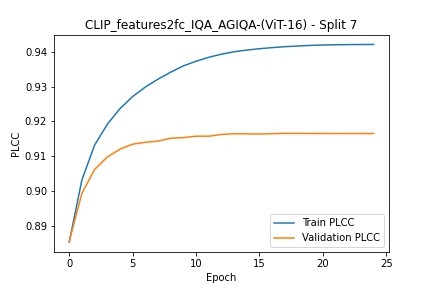 CLIP_features2fc_IQA_AGIQA-(ViT-16) - Split 7
0.94
0.93
0.92
0.91
0.90
0.89
PLCC
Train PLCC
Validation PLCC
0
5
10
15
20
25
Epoch